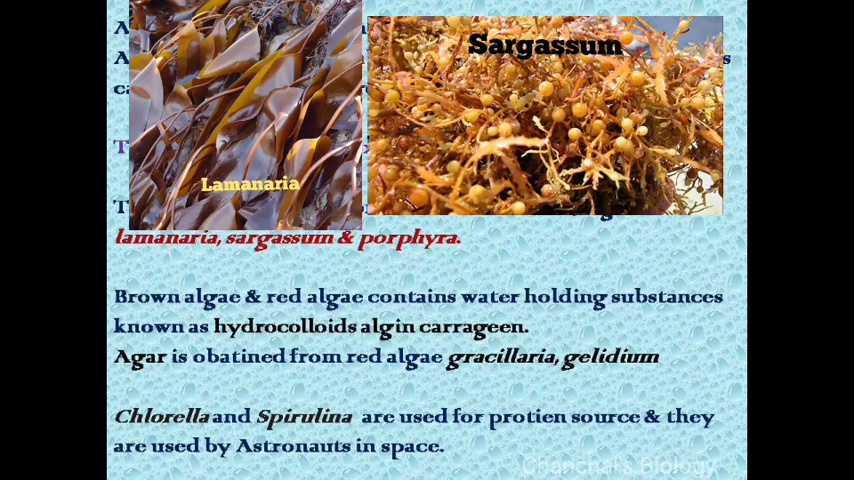 Sargassum
Lamanaria
lamanaria, sargassum & porphyra.
Brown algae & red algae contains water holding substances
known as hydrocolloids algin carrageen.
Agar is obatined from red algae gracillaria, gelidium
Chlorella and Spirulina are used for protien source & they
are used by Astronauts in space.
Chanchal's Biology